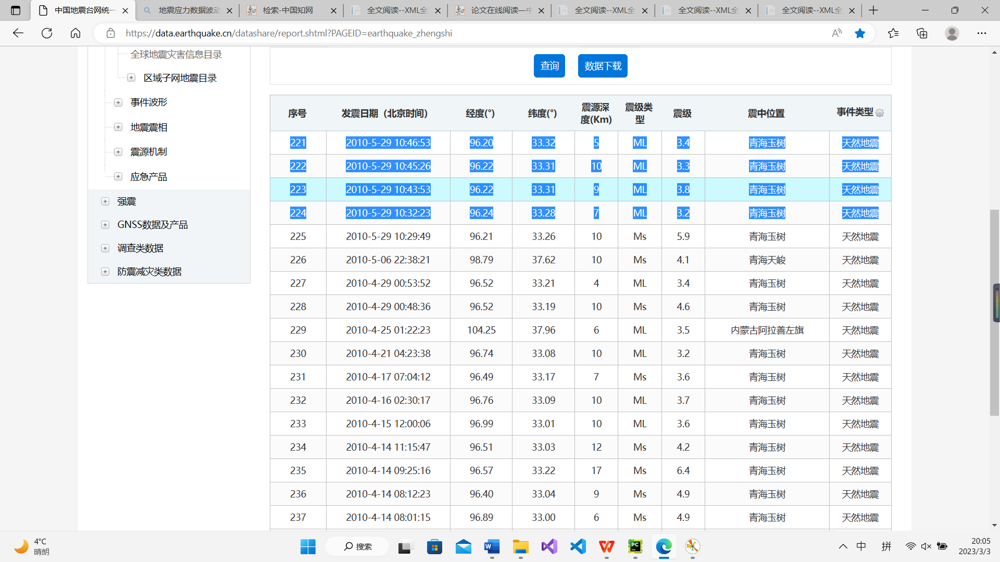 中国地震台网统一
地震应力数据波动
检索-中国知网
全文阅读--XML全
论文在线阅读—中
全文阅读--XML全
全文阅读--XML全
全文阅读--XML全
https://data.earthquake.cn/datashare/report.shtml?PAGEID=earthquake_zhengshi
全球地震灾害信息目录
区域子网地震目录
事件波形
地震震相
震源机制
应急产品
强震
GNSS数据及产品
调查类数据
防震减灾类数据
查询 数据下载
序号 发震日期（北京时间） 经度(°) 纬度(°) 震源深度(Km) 震级类型 震级 震中位置 事件类型
221 2010-5-29 10:46:53 96.20 33.32 5 ML 3.4 青海玉树 天然地震
222 2010-5-29 10:45:26 96.22 33.31 10 ML 3.3 青海玉树 天然地震
223 2010-5-29 10:43:53 96.22 33.31 9 ML 3.8 青海玉树 天然地震
224 2010-5-29 10:32:23 96.24 33.28 7 ML 3.2 青海玉树 天然地震
225 2010-5-29 10:29:49 96.21 33.26 10 Ms 5.9 青海玉树 天然地震
226 2010-5-06 22:38:21 98.79 37.62 10 Ms 4.1 青海天峻 天然地震
227 2010-4-29 00:53:52 96.52 33.21 4 ML 3.4 青海玉树 天然地震
228 2010-4-29 00:48:36 96.52 33.19 10 Ms 4.6 青海玉树 天然地震
229 2010-4-25 01:22:23 104.25 37.96 6 ML 3.5 内蒙古阿拉善左旗 天然地震
230 2010-4-21 04:23:38 96.74 33.08 10 ML 3.2 青海玉树 天然地震
231 2010-4-17 07:04:12 96.49 33.17 7 Ms 3.6 青海玉树 天然地震
232 2010-4-16 02:30:17 96.76 33.09 10 ML 3.7 青海玉树 天然地震
233 2010-4-15 12:00:06 96.99 33.01 10 ML 3.6 青海玉树 天然地震
234 2010-4-14 11:15:47 96.51 33.03 12 Ms 4.2 青海玉树 天然地震
235 2010-4-14 09:25:16 96.57 33.22 17 Ms 6.4 青海玉树 天然地震
236 2010-4-14 08:12:23 96.40 33.04 9 Ms 4.9 青海玉树 天然地震
237 2010-4-14 08:01:15 96.89 33.00 6 Ms 4.9 青海玉树 天然地震
4°C
晴朗
搜索
中
拼
20:05
2023/3/3